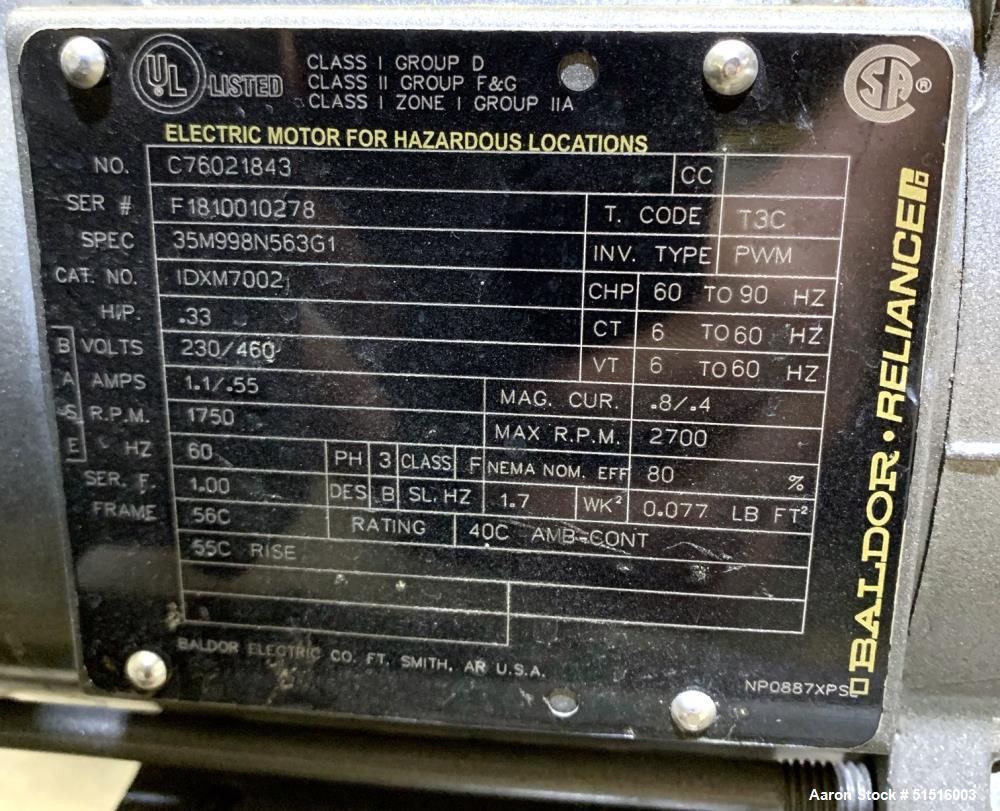 UL LISTED
CLASS I GROUP D
CLASS II GROUP F&G
CLASS I ZONE I GROUP IIA
CSA ®
ELECTRIC MOTOR FOR HAZARDOUS LOCATIONS
NO. C76021843 CC
SER # F1810010278 T. CODE T3C
SPEC 35M998N563G1 INV. TYPE PWM
CAT. NO. IDXM7002 CHP 60 TO 90 HZ
H.P. .33 CT 6 TO 60 HZ
BASE
VOLTS 230/460 VT 6 TO 60 HZ
AMPS 1.1/.55 MAG. CUR. .8/.4
R.P.M. 1750 MAX R.P.M. 2700
HZ 60 PH 3 CLASS F NEMA NOM. EFF 80 %
SER. F. 1.00 DES B SL. HZ 1.7 WK² 0.077 LB FT²
FRAME 56C RATING 40C AMB-CONT
55C RISE
BALDOR ELECTRIC CO. FT. SMITH, AR U.S.A.
NP0887XPSL
BALDOR • RELIANCE
Aaron Stock # 51516003